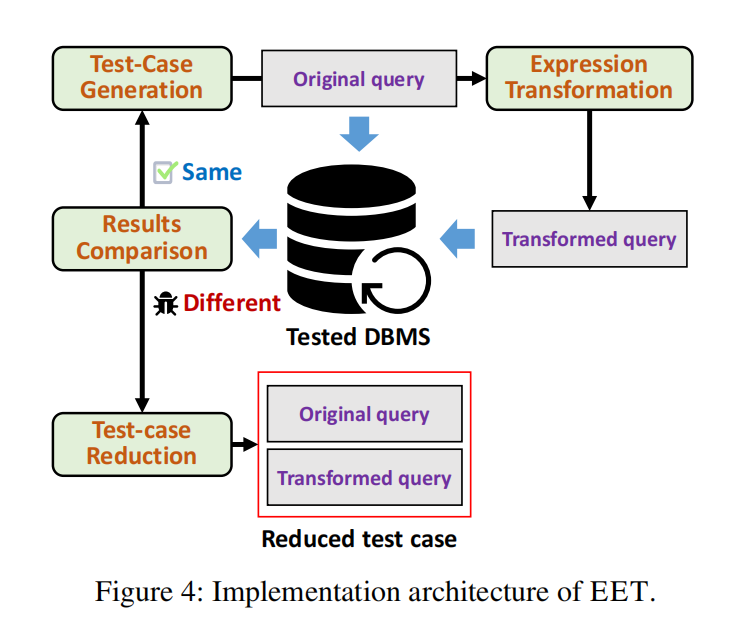 Test-Case
Generation
Original query
Expression
Transformation
Same
Results
Comparison
Transformed query
Different
Tested DBMS
Test-case
Reduction
Original query
Transformed query
Reduced test case
Figure 4: Implementation architecture of EET.